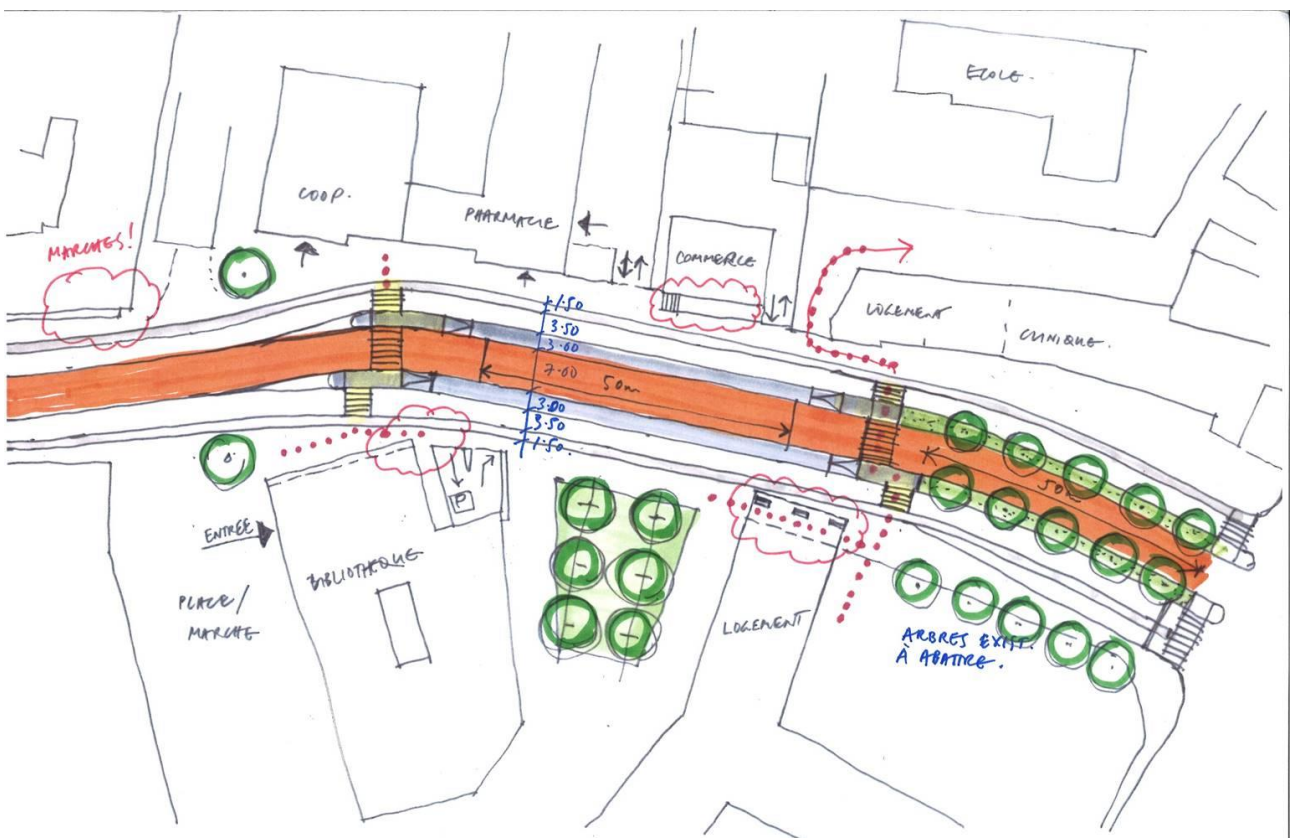 ECOLE.
COOP.
PHARMACIE
MARCHES!
COMMERCE
LOGEMENT
CLINIQUE.
1.50
3.50
3.00
7.00
50m
3.00
3.50
1.50.
50m
P
ENTREE
BIBLIOTHEQUE
PLACE/
MARCHE
LOGEMENT
ARBRES EXIST.
À ABATTRE.